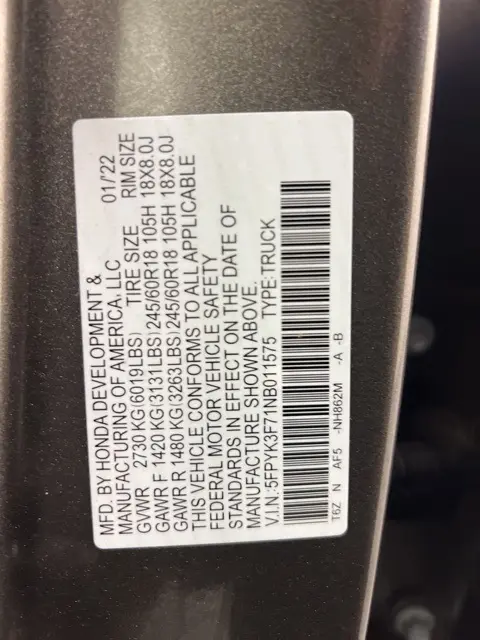 MFD. BY HONDA DEVELOPMENT &
MANUFACTURING OF AMERICA, LLC 01/'22
GVWR 2730 KG(6019LBS) TIRE SIZE RIM SIZE
GAWR F 1420 KG(3131LBS) 245/60R18 105H 18X8.0J
GAWR R 1480 KG(3263LBS) 245/60R18 105H 18X8.0J
THIS VEHICLE CONFORMS TO ALL APPLICABLE
FEDERAL MOTOR VEHICLE SAFETY
STANDARDS IN EFFECT ON THE DATE OF
MANUFACTURE SHOWN ABOVE.
V.I.N.:5FPYK3F71NB011575 TYPE:TRUCK
T6Z N AF5 -NH862M -A -B